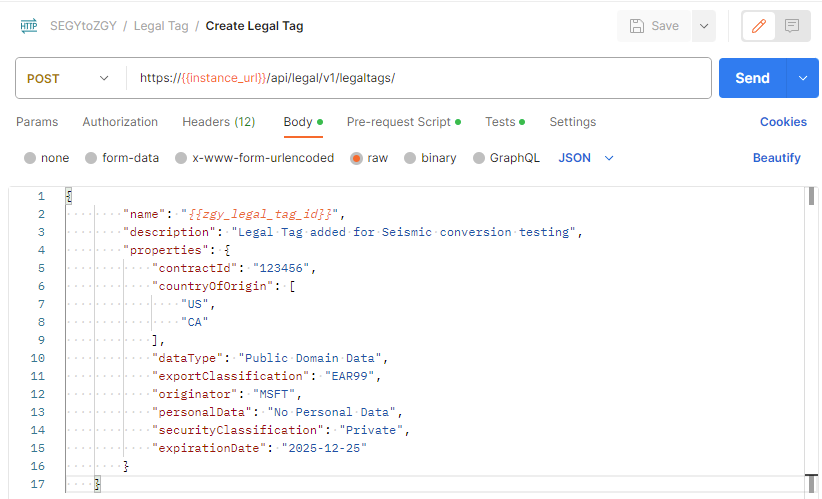 HTTP SEGYtoZGY / Legal Tag / Create Legal Tag Save
POST https://{{instance_url}}/api/legal/v1/legaltags/ Send
Params Authorization Headers (12) Body Pre-request Script Tests Settings Cookies
none form-data x-www-form-urlencoded raw binary GraphQL JSON Beautify
1 {
2 "name": "{{zgy_legal_tag_id}}",
3 "description": "Legal Tag added for Seismic conversion testing",
4 "properties": {
5 "contractId": "123456",
6 "countryOfOrigin": [
7 "US",
8 "CA"
9 ],
10 "dataType": "Public Domain Data",
11 "exportClassification": "EAR99",
12 "originator": "MSFT",
13 "personalData": "No Personal Data",
14 "securityClassification": "Private",
15 "expirationDate": "2025-12-25"
16 }
17 }